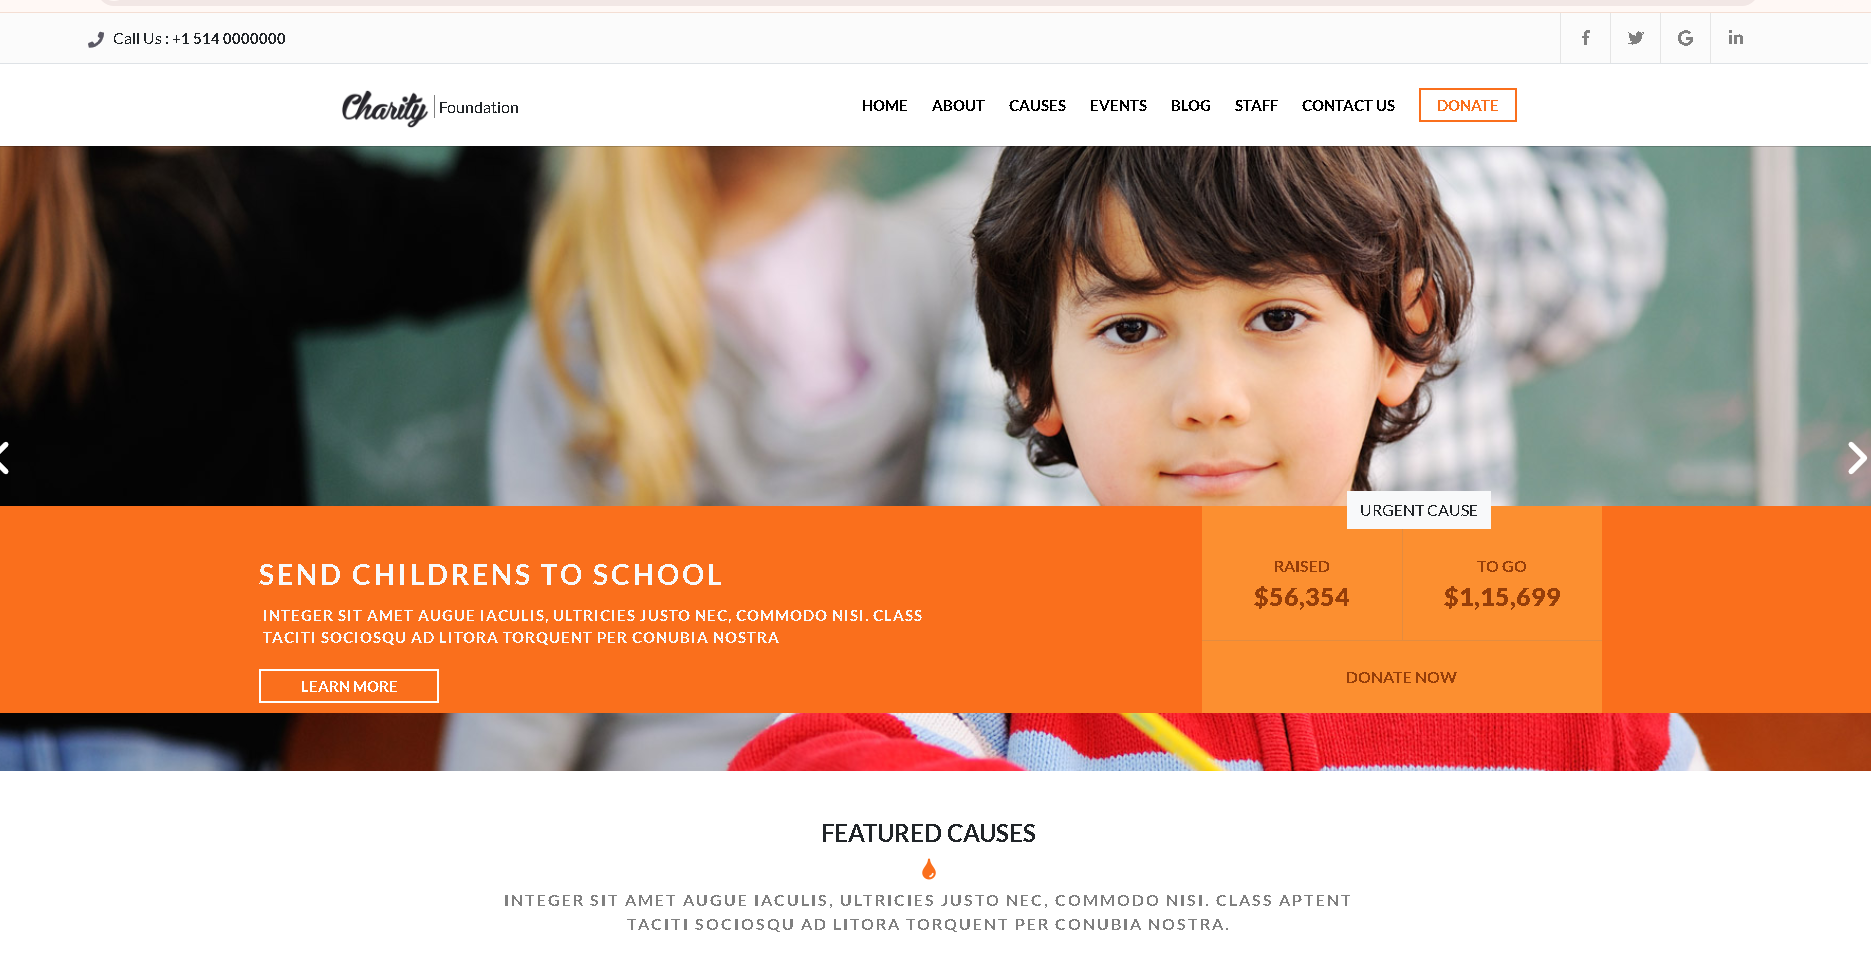 Call Us : +1 514 0000000
Charity Foundation
HOME ABOUT CAUSES EVENTS BLOG STAFF CONTACT US DONATE
URGENT CAUSE
SEND CHILDRENS TO SCHOOL
INTEGER SIT AMET AUGUE IACULIS, ULTRICIES JUSTO NEC, COMMODO NISI. CLASS
TACITI SOCIOSQU AD LITORA TORQUENT PER CONUBIA NOSTRA
LEARN MORE
RAISED
$56,354
TO GO
$1,15,699
DONATE NOW
FEATURED CAUSES
INTEGER SIT AMET AUGUE IACULIS, ULTRICIES JUSTO NEC, COMMODO NISI. CLASS APTENT
TACITI SOCIOSQU AD LITORA TORQUENT PER CONUBIA NOSTRA.